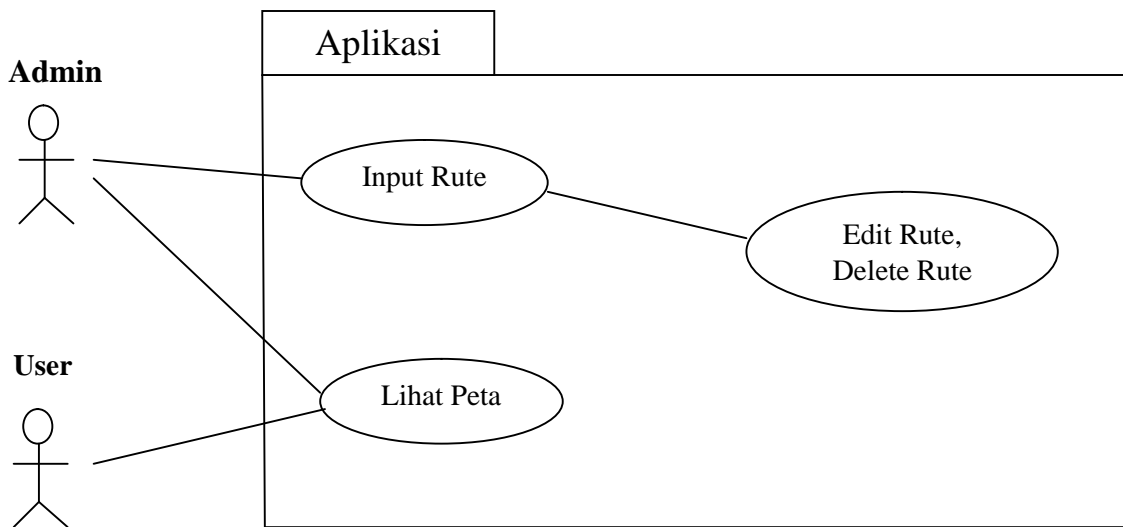 Aplikasi
Admin
Input Rute
Edit Rute,
Delete Rute
User
Lihat Peta